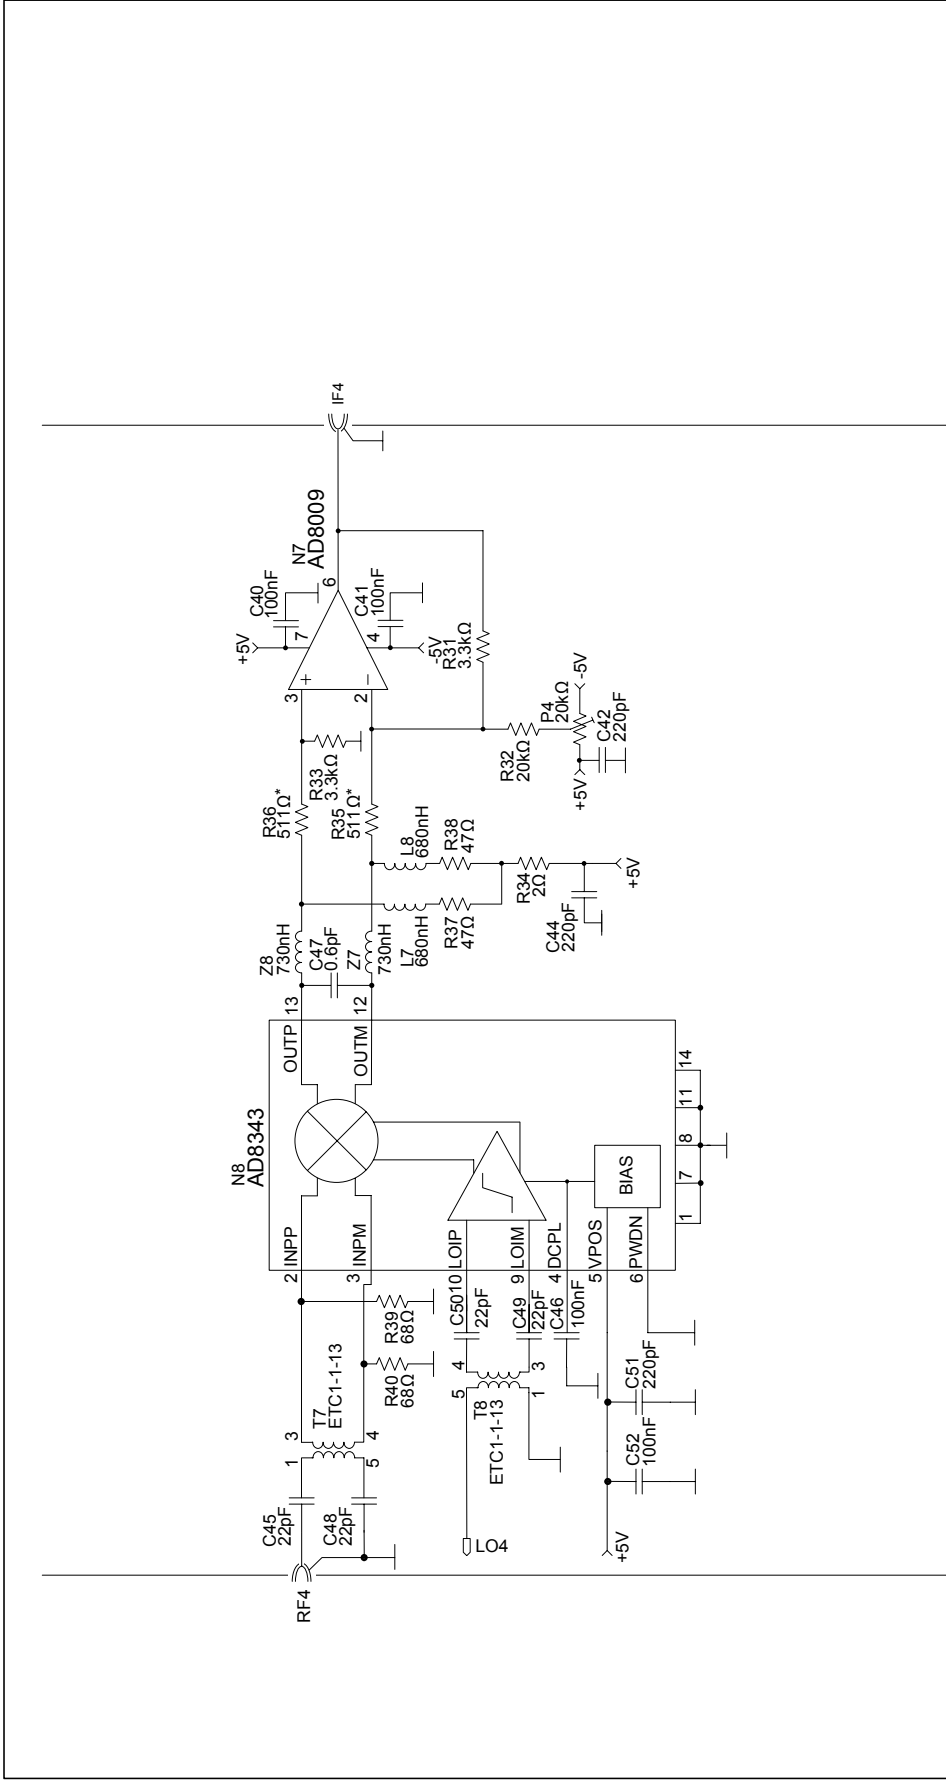 RF4
C45
22pF
C48
22pF
1
5
3
4
T7
ETC1-1-13
R40
68Ω
R39
68Ω
N8
AD8343
2
INPP
3
INPM
OUTP
13
OUTM
12
Z8
730nH
C47
0.6pF
Z7
730nH
L7
680nH
L8
680nH
R37
47Ω
R38
47Ω
R34
2Ω
C44
220pF
+5V
R36
511Ω*
R33
3.3kΩ
R35
511Ω*
3
2
+
–
7
4
6
N7
AD8009
+5V
C40
100nF
C41
100nF
-5V
R31
3.3kΩ
R32
20kΩ
P4
20kΩ
-5V
+5V
C42
220pF
IF4
LO4
5
1
4
3
T8
ETC1-1-13
C50
22pF
C49
22pF
C46
100nF
10
LOIP
9
LOIM
4
DCPL
5
VPOS
6
PWDN
BIAS
1
7
8
11
14
+5V
C52
100nF
C51
220pF